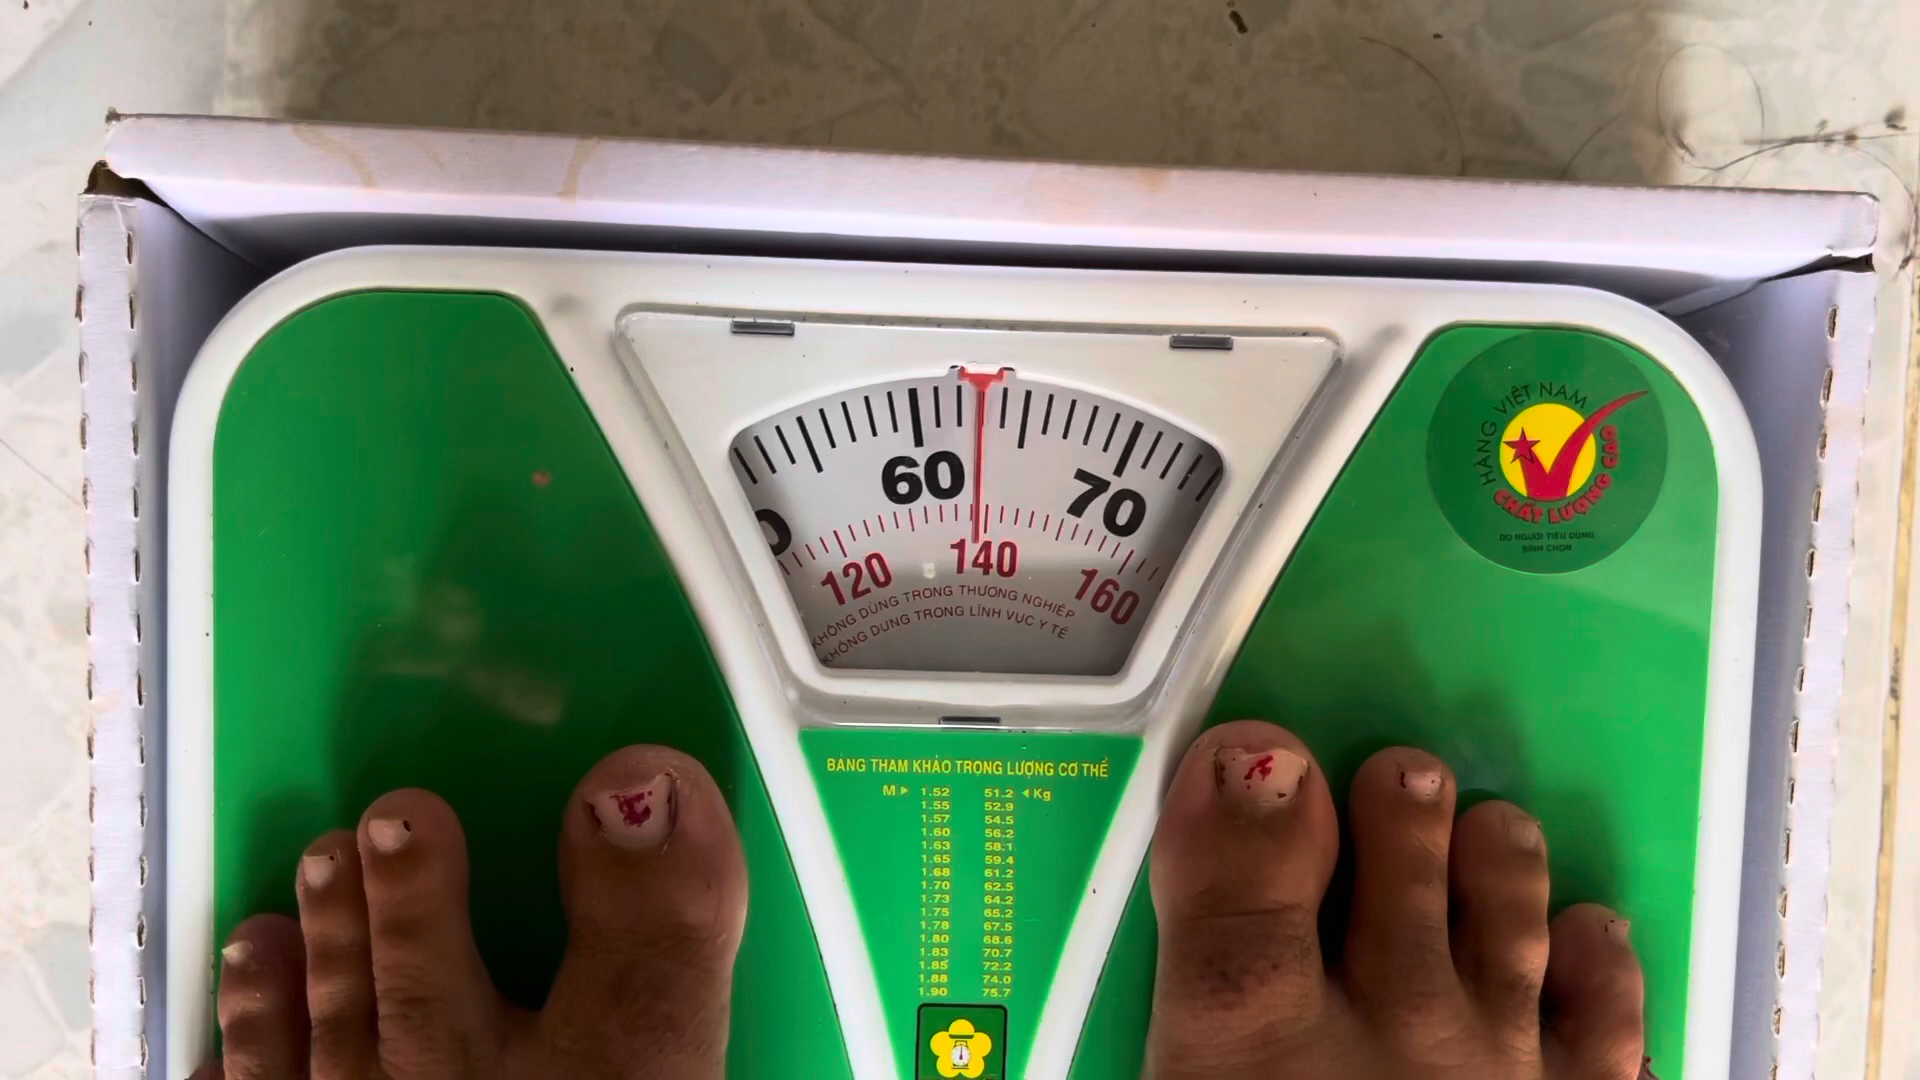 60
70
0
120
140
160
KHÔNG DÙNG TRONG THƯƠNG NGHIỆP
KHÔNG DÙNG TRONG LĨNH VỰC Y TẾ
HÀNG VIỆT NAM
CHẤT LƯỢNG CAO
DO NGƯỜI TIÊU DÙNG
BÌNH CHỌN
BẢNG THAM KHẢO TRỌNG LƯỢNG CƠ THỂ
M 1.52 51.2 Kg
1.55 52.9
1.57 54.5
1.60 56.2
1.63 58.1
1.65 59.4
1.68 61.2
1.70 62.5
1.73 64.2
1.75 65.2
1.78 67.5
1.80 68.6
1.83 70.7
1.85 72.2
1.88 74.0
1.90 75.7